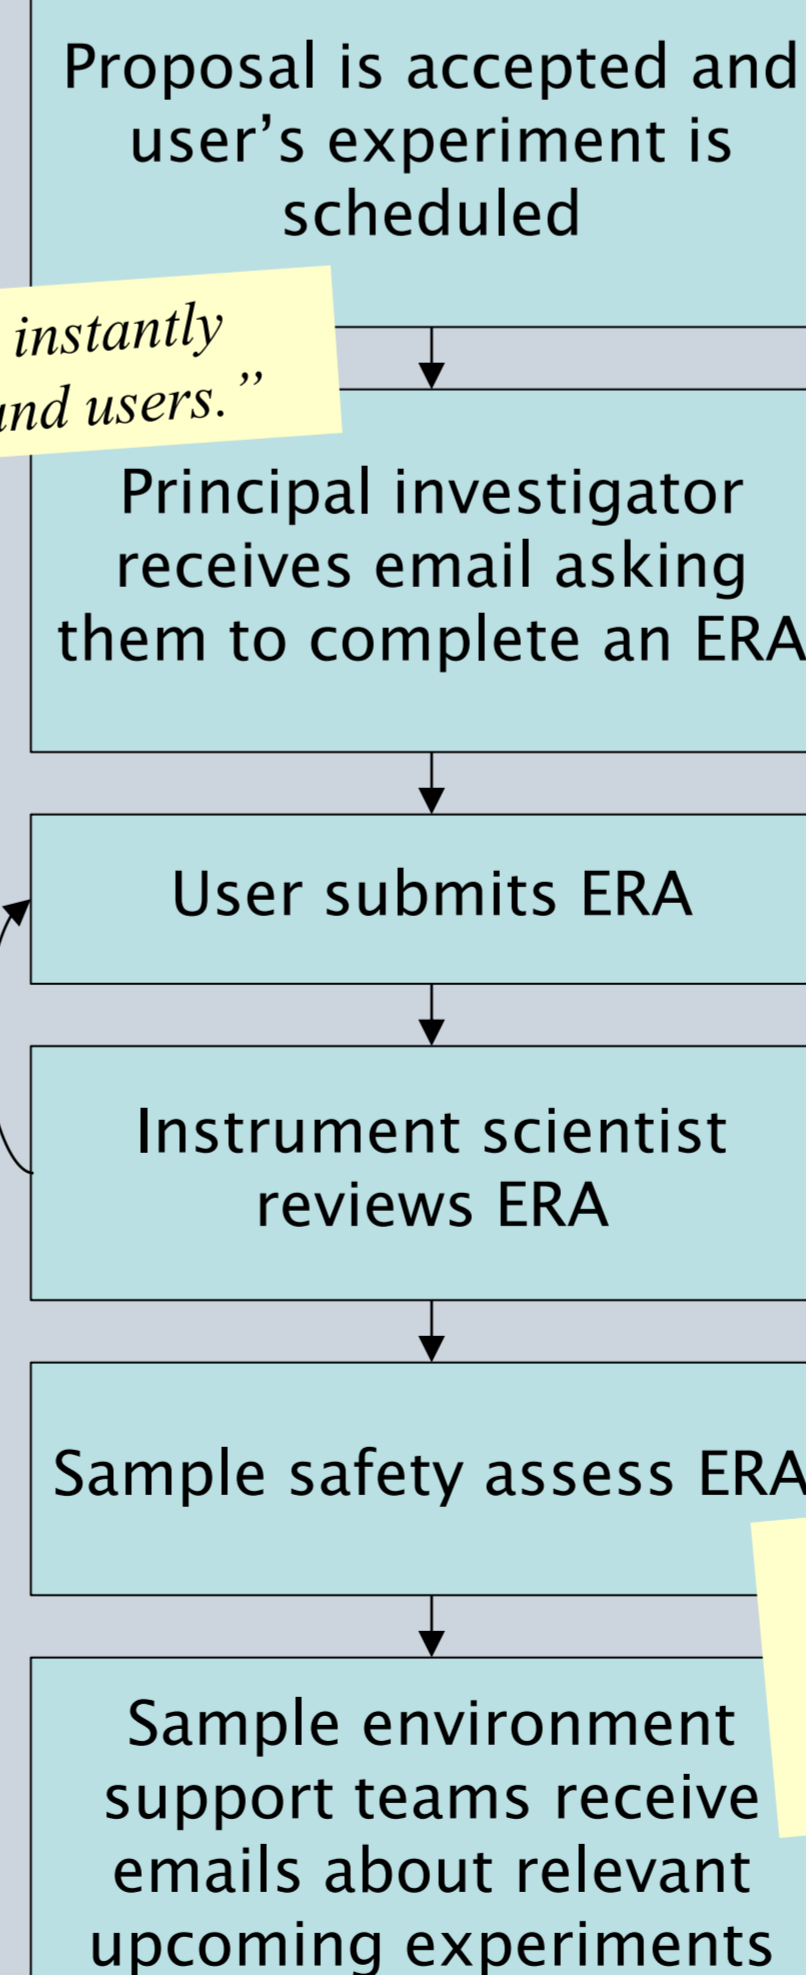 Proposal is accepted and
user’s experiment is
scheduled
instantly
and users.”
Principal investigator
receives email asking
them to complete an ERA
User submits ERA
Instrument scientist
reviews ERA
Sample safety assess ERA
Sample environment
support teams receive
emails about relevant
upcoming experiments